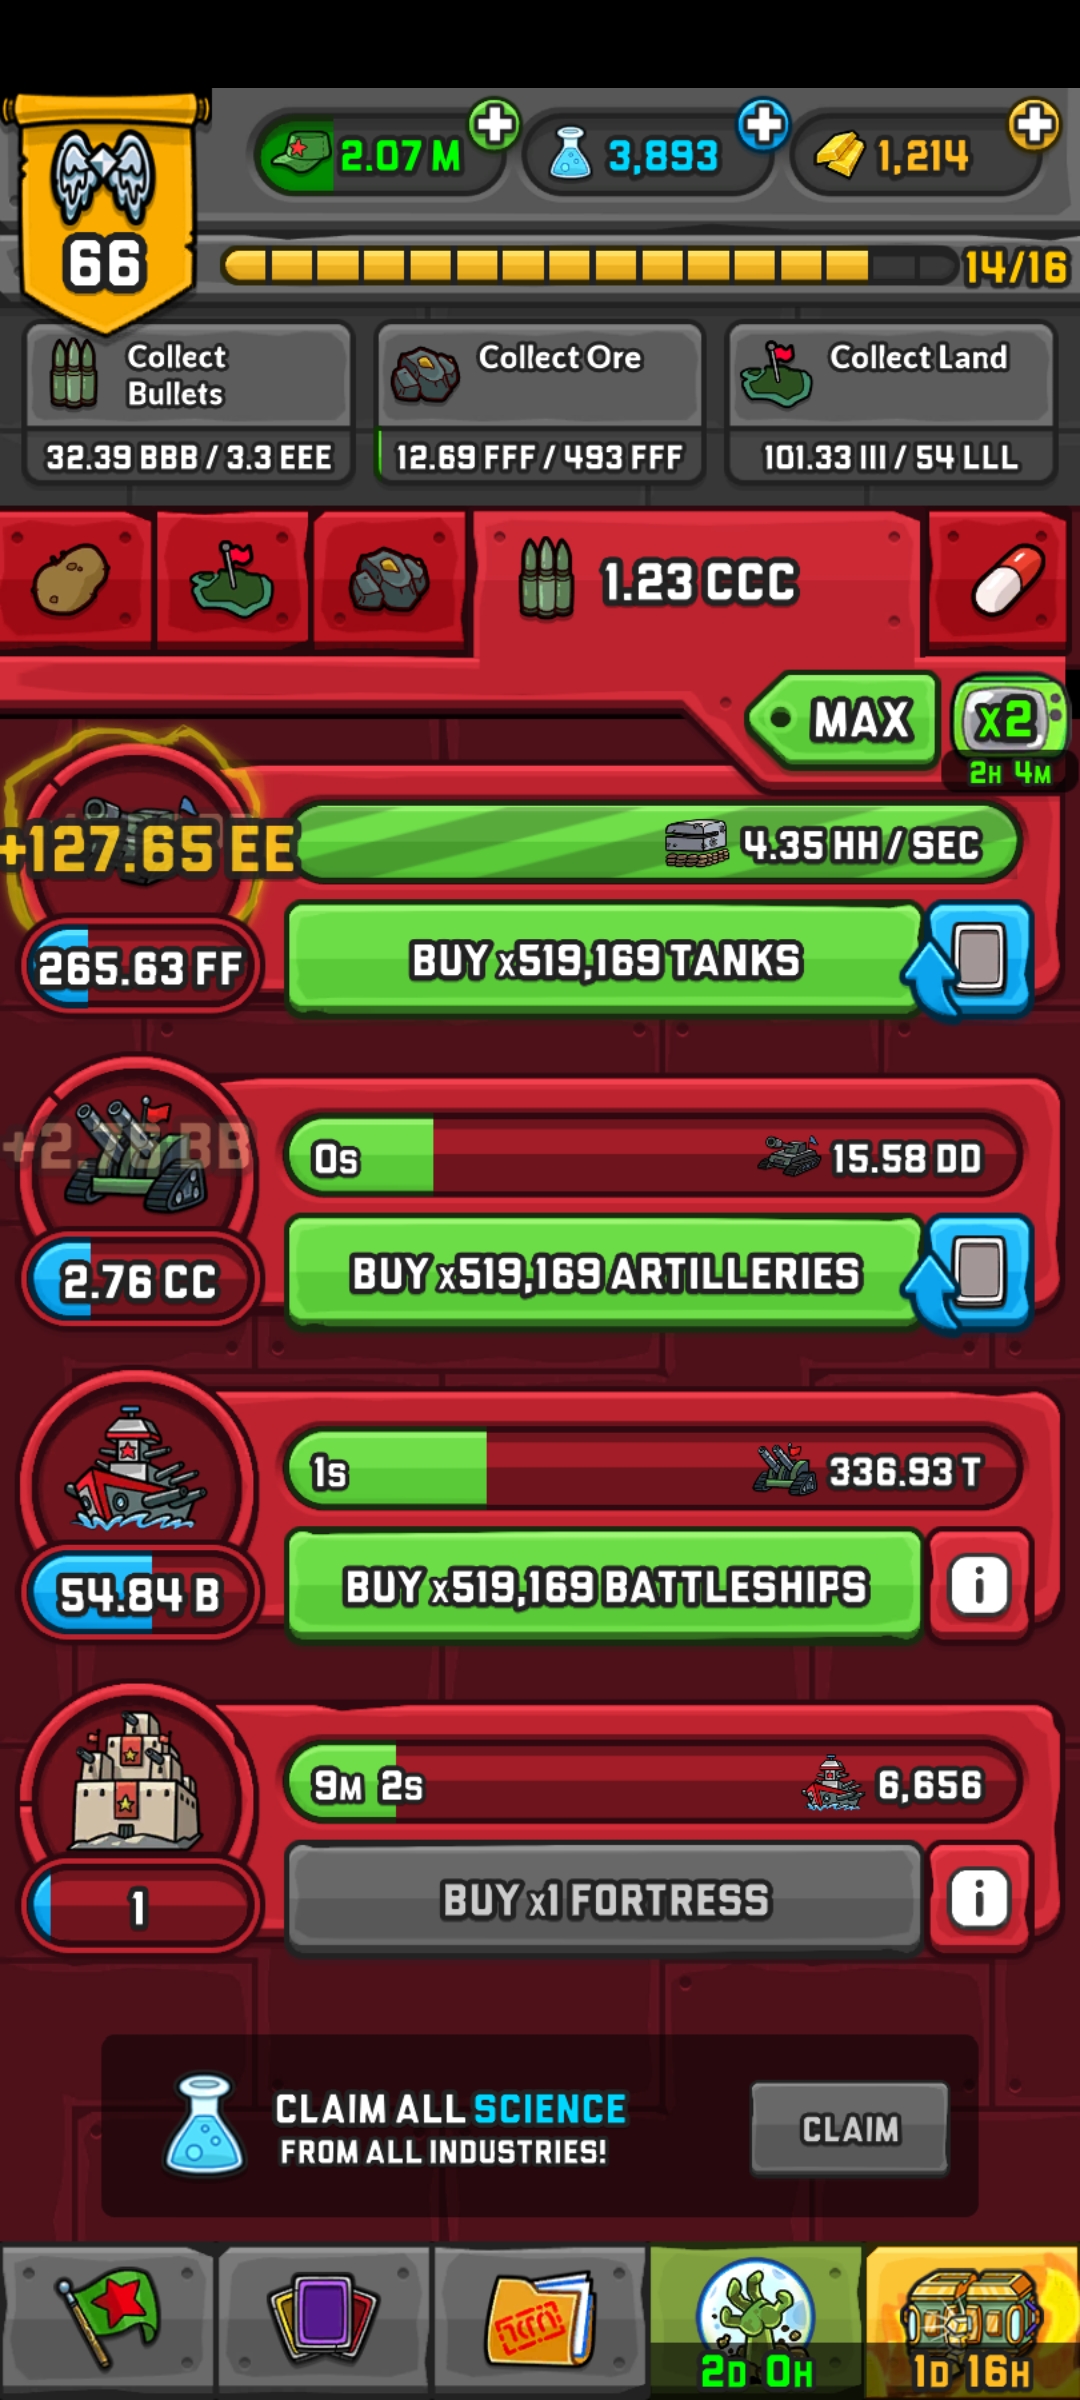 2.07 M
3,893
1,214
66
14/16
Collect
Bullets
Collect Ore
Collect Land
32.39 BBB / 3.3 EEE
12.69 FFF / 493 FFF
101.33 III / 54 LLL
1.23 CCC
MAX
x2
2H 4M
+127.65 EE
4.35 HH / SEC
265.63 FF
BUY x519,169 TANKS
0s
15.58 DD
2.76 CC
BUY x519,169 ARTILLERIES
1s
336.93 T
54.84 B
BUY x519,169 BATTLESHIPS
i
9M 2s
6,656
1
BUY x1 FORTRESS
i
CLAIM ALL SCIENCE
FROM ALL INDUSTRIES!
CLAIM
2D 0H
1D 16H